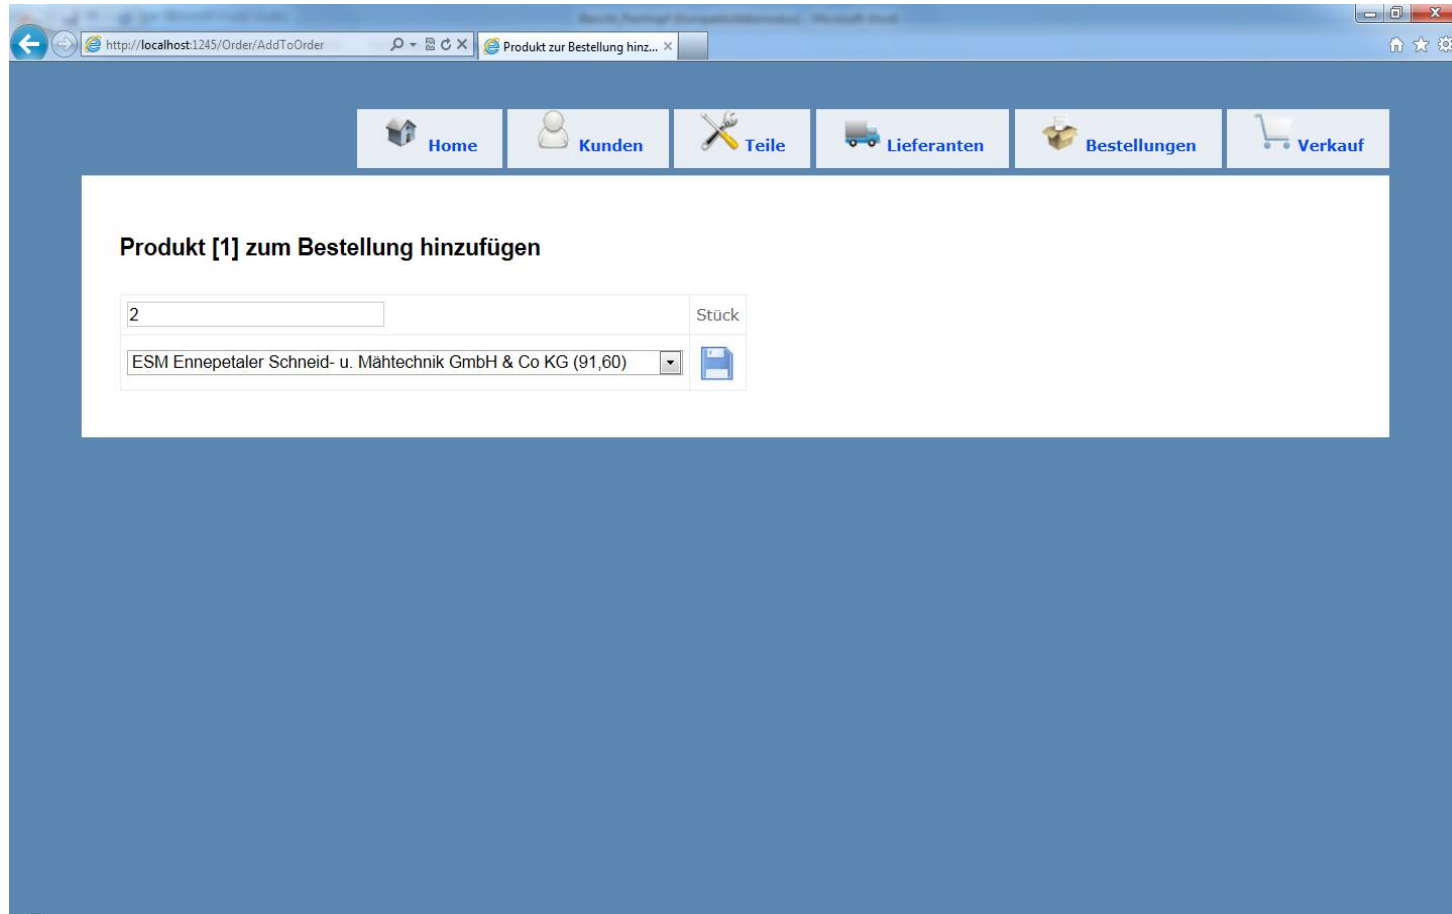 http://localhost:1245/Order/AddToOrder
Produkt zur Bestellung hinz...
Home
Kunden
Teile
Lieferanten
Bestellungen
Verkauf
Produkt [1] zum Bestellung hinzufügen
2
Stück
ESM Ennepetaler Schneid- u. Mähtechnik GmbH & Co KG (91,60)